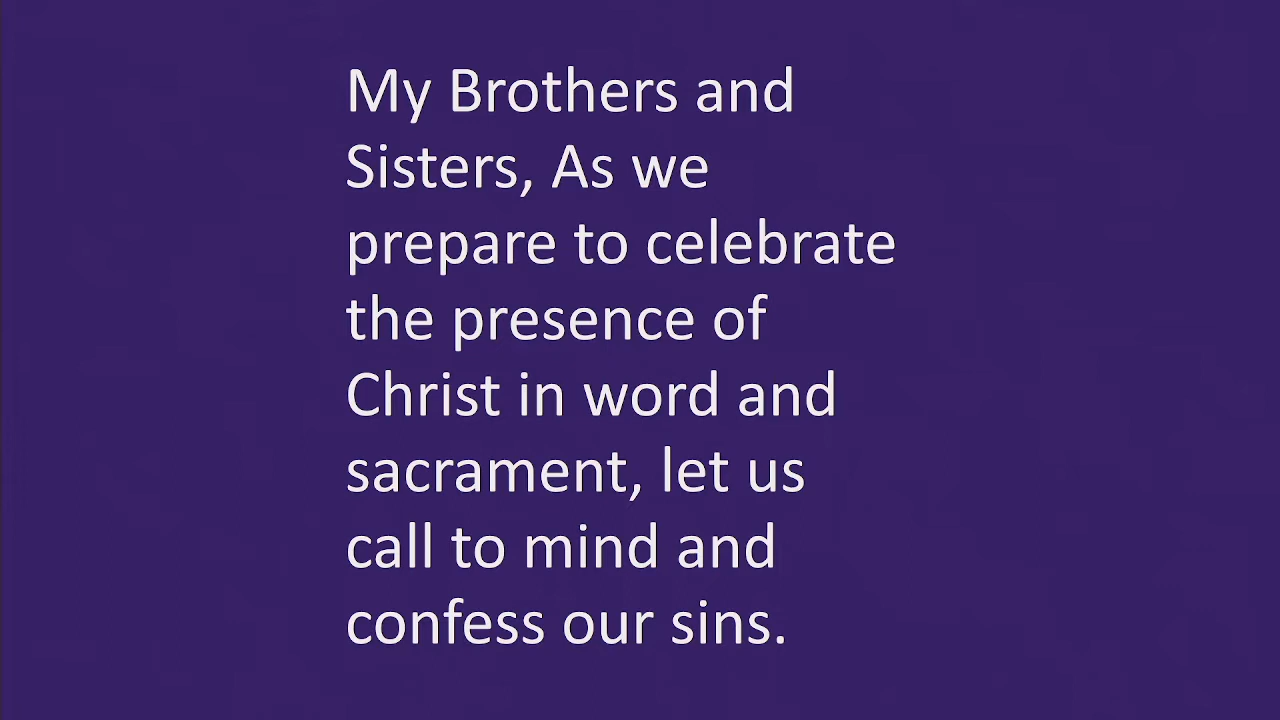 My Brothers and
Sisters, As we
prepare to celebrate
the presence of
Christ in word and
sacrament, let us
call to mind and
confess our sins.